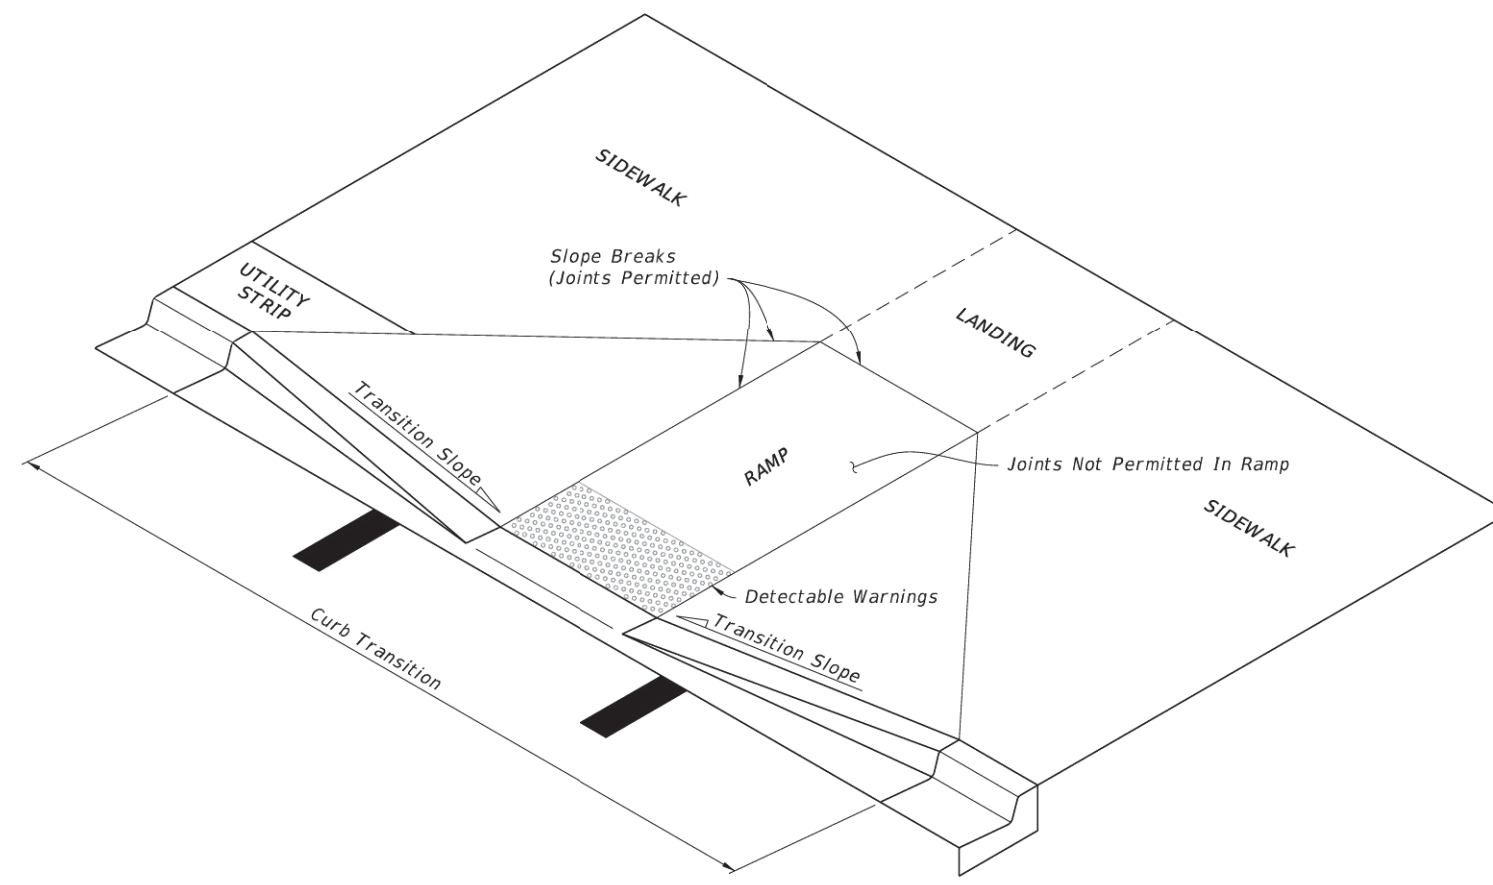 SIDEWALK
Slope Breaks
(Joints Permitted)
UTILITY
STRIP
LANDING
Transition Slope
RAMP
Joints Not Permitted In Ramp
SIDEWALK
Detectable Warnings
Transition Slope
Curb Transition